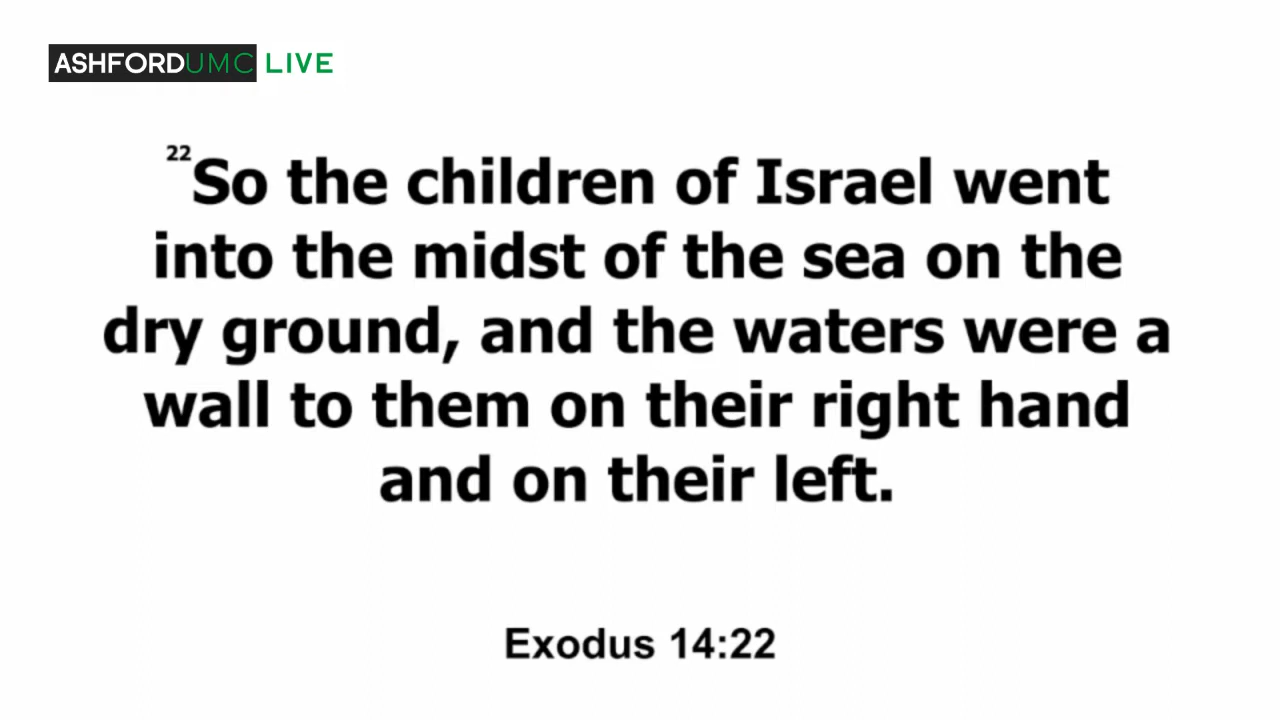 ASHFORDUMC LIVE
22So the children of Israel went
into the midst of the sea on the
dry ground, and the waters were a
wall to them on their right hand
and on their left.
Exodus 14:22